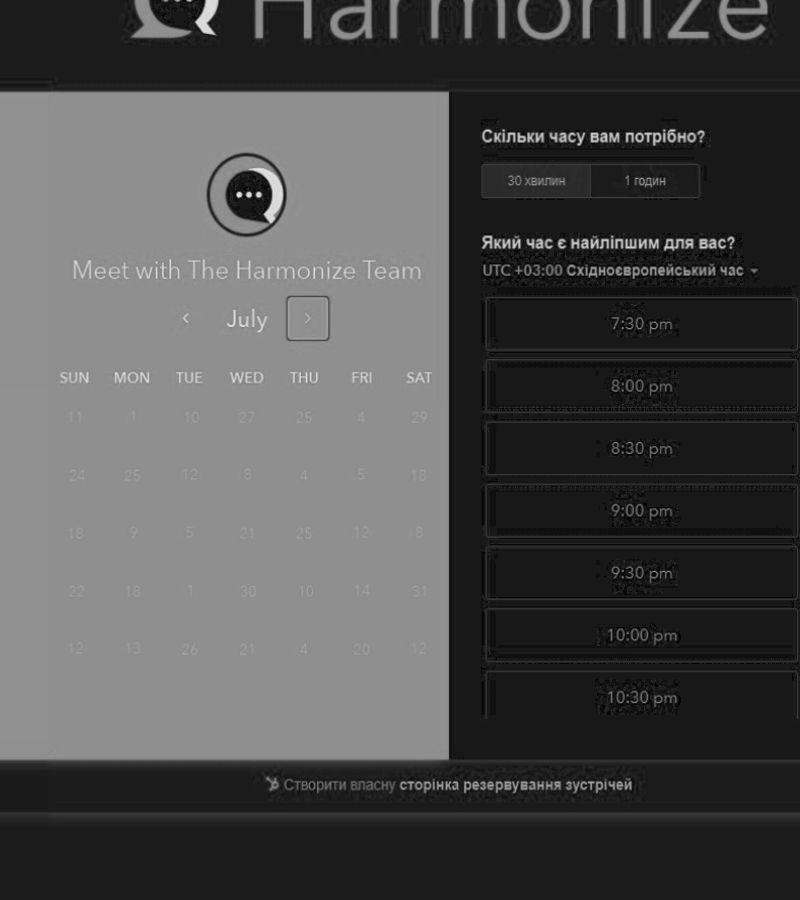 Harmonize
Meet with The Harmonize Team
July
SUN MON TUE WED THU FRI SAT
11 1 10 27 25 4 29
24 25 12 8 4 5 18
18 9 5 21 25 12 8
22 18 1 30 10 14 31
12 13 26 21 4 20 12
Скільки часу вам потрібно?
30 хвилин 1 годин
Який час є найліпшим для вас?
UTC +03:00 Східноєвропейський час
7:30 pm
8:00 pm
8:30 pm
9:00 pm
9:30 pm
10:00 pm
10:30 pm
Створити власну сторінка резервування зустрічей